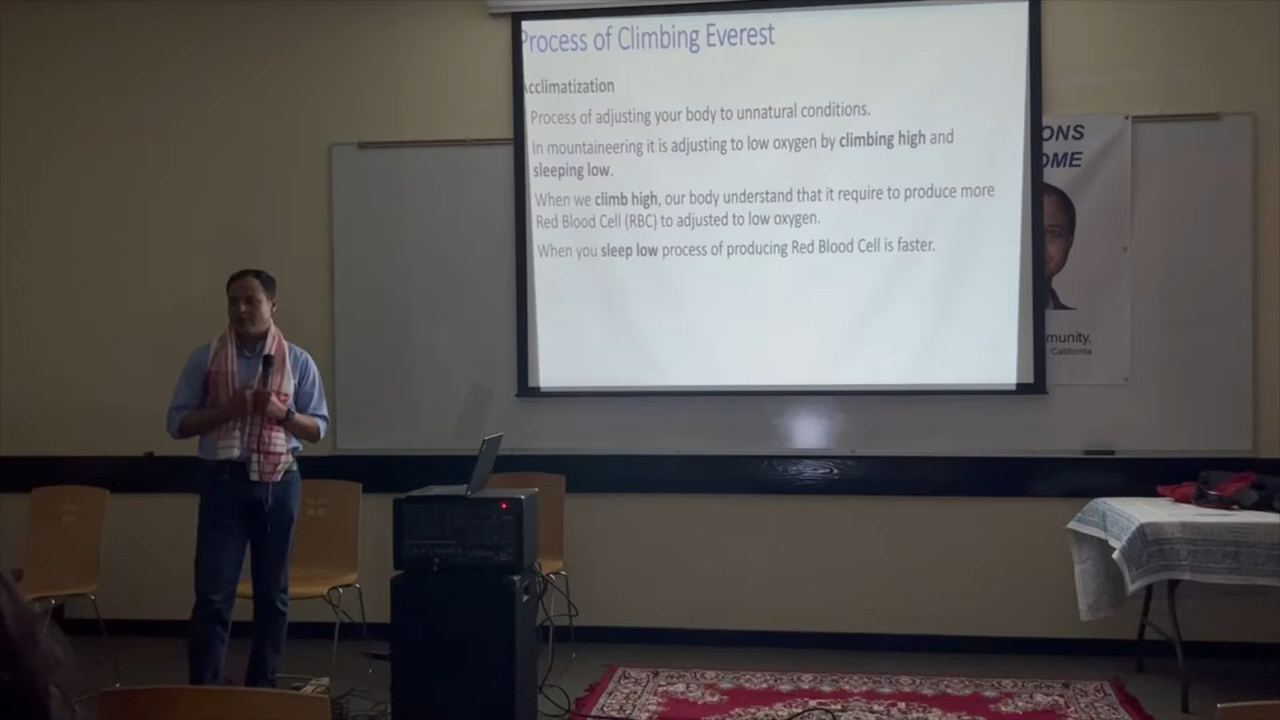 Process of Climbing Everest
Acclimatization
Process of adjusting your body to unnatural conditions.
In mountaineering it is adjusting to low oxygen by climbing high and
sleeping low.
When we climb high, our body understand that it require to produce more
Red Blood Cell (RBC) to adjusted to low oxygen.
When you sleep low process of producing Red Blood Cell is faster.
ONS
OME
munity,
California